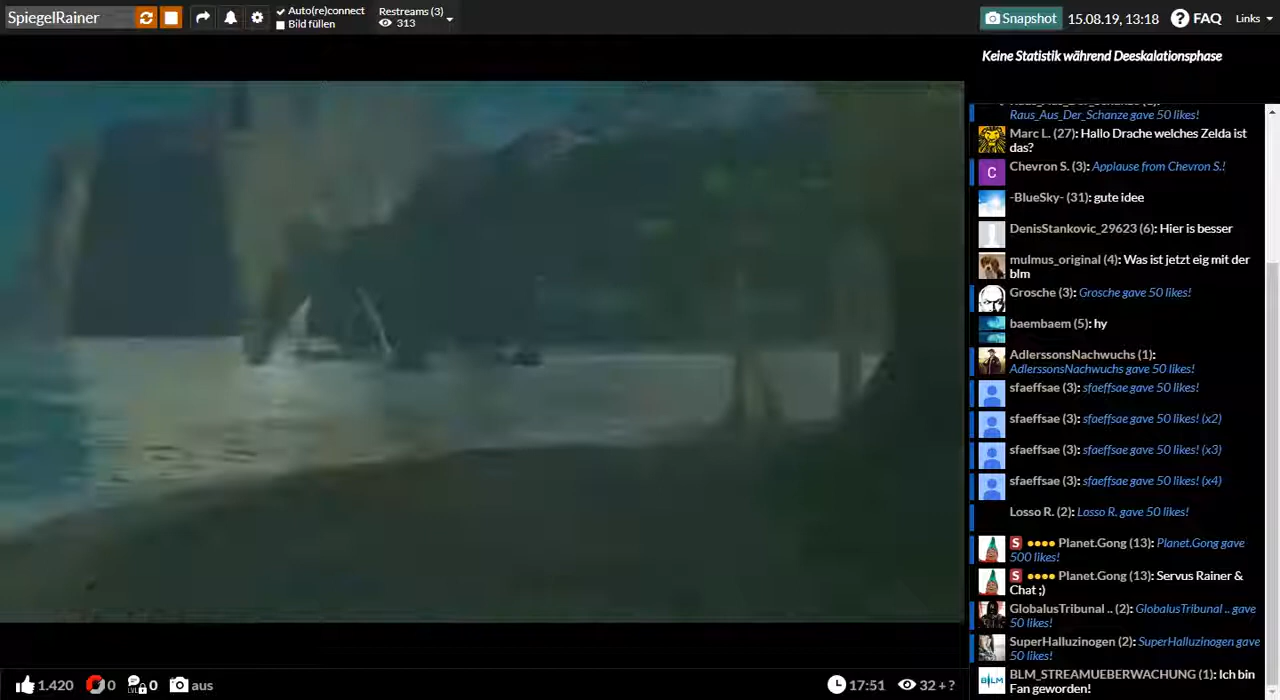 SpiegelRainer
Auto(re)connect
Bild füllen
Restreams (3)
313
Snapshot
15.08.19, 13:18
? FAQ
Links
Keine Statistik während Deeskalationsphase
Raus_Aus_Der_Schanze gave 50 likes!
Marc L. (27): Hallo Drache welches Zelda ist
das?
C
Chevron S. (3): Applause from Chevron S.!
-BlueSky- (31): gute idee
DenisStankovic_29623 (6): Hier is besser
mulmus_original (4): Was ist jetzt eig mit der
blm
Grosche (3): Grosche gave 50 likes!
baembaem (5): hy
AdlerssonsNachwuchs (1):
AdlerssonsNachwuchs gave 50 likes!
sfaeffsae (3): sfaeffsae gave 50 likes!
sfaeffsae (3): sfaeffsae gave 50 likes! (x2)
sfaeffsae (3): sfaeffsae gave 50 likes! (x3)
sfaeffsae (3): sfaeffsae gave 50 likes! (x4)
Losso R. (2): Losso R. gave 50 likes!
S Planet.Gong (13): Planet.Gong gave
500 likes!
S Planet.Gong (13): Servus Rainer &
Chat ;)
GlobalusTribunal .. (2): GlobalusTribunal .. gave
50 likes!
SuperHalluzinogen (2): SuperHalluzinogen gave
50 likes!
BLM
BLM_STREAMUEBERWACHUNG (1): Ich bin
Fan geworden!
1.420
0
LVL
0
aus
17:51
32 + ?